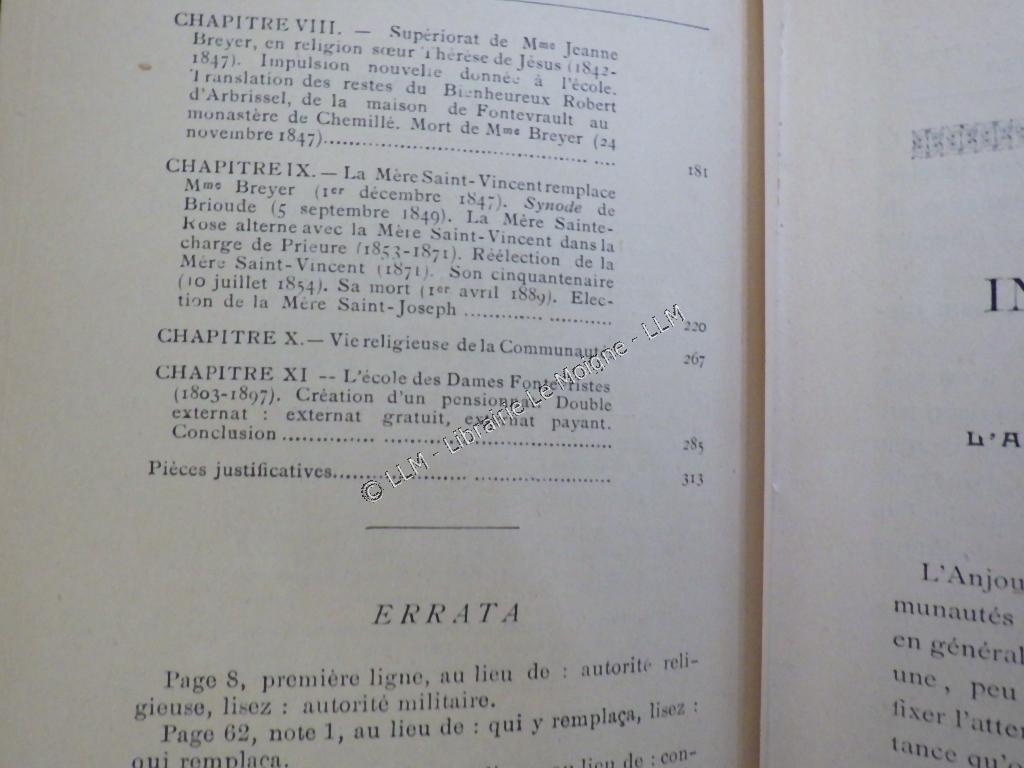 CHAPITRE VIII. — Supériorat de Mme Jeanne
Breyer, en religion sœur Thérèse de Jésus (1842-
1847). Impulsion nouvelle donnée à l'école.
Translation des restes du Bienheureux Robert
d'Arbrissel, de la maison de Fontevrault au
monastère de Chemillé. Mort de Mme Breyer (24
novembre 1847)........ 181
CHAPITRE IX. — La Mère Saint-Vincent remplace
Mme Breyer (1er décembre 1847). Synode de
Brioude (5 septembre 1849). La Mère Sainte-
Rose alterne avec la Mère Saint-Vincent dans la
charge de Prieure (1853-1871). Réélection de la
Mère Saint-Vincent (1871). Son cinquantenaire
(10 juillet 1854). Sa mort (1er avril 1889). Elec-
tion de la Mère Saint-Joseph ........ 220
CHAPITRE X. — Vie religieuse de la Communauté 267
CHAPITRE XI -- L'école des Dames Fontevristes
(1803-1897). Création d'un pensionnat. Double
externat : externat gratuit, externat payant.
Conclusion ........ 285
Pièces justificatives........ 313
ERRATA
Page 8, première ligne, au lieu de : autorité reli-
gieuse, lisez : autorité militaire.
Page 62, note 1, au lieu de : qui y remplaça, lisez :
qui remplaça.
au lieu de : con-
IN
L'A
L'Anjou
munautés
en général
une, peu
fixer l'atten
tance qu'o
© LLM - Librairie Le Moigne - LLM